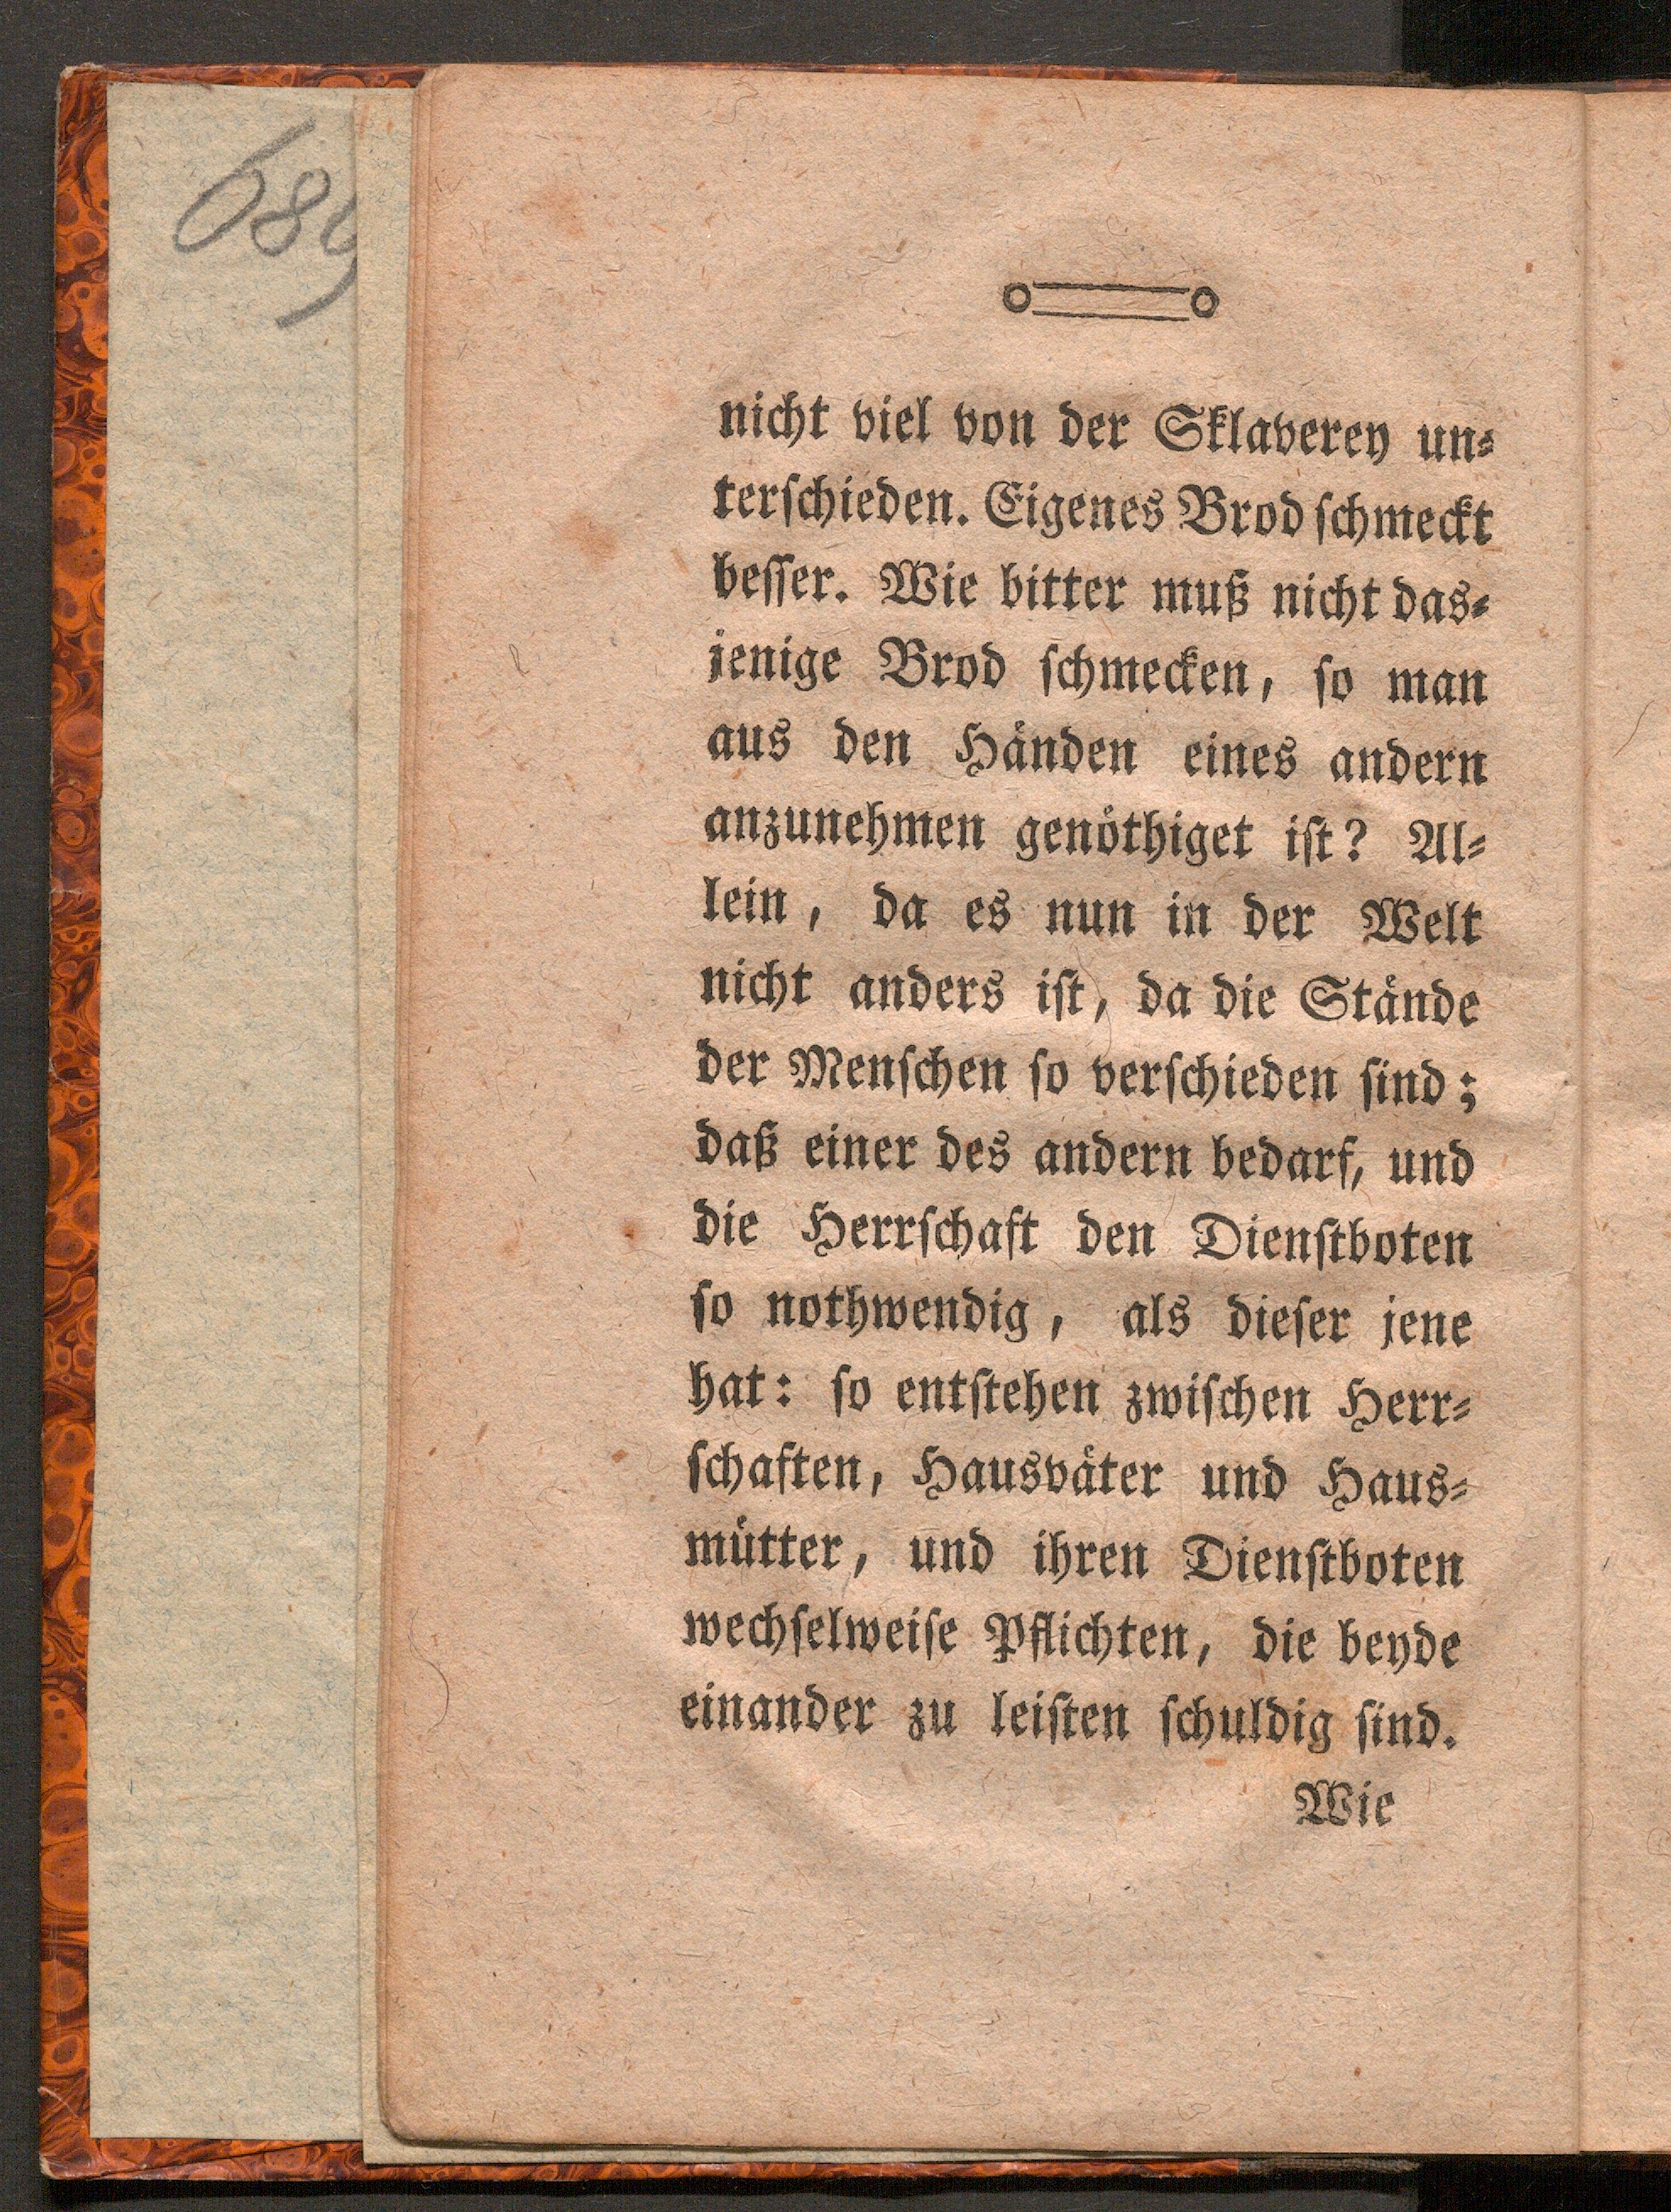 nicht viel von der Sklaverey un⸗
terſchieden. Eigenes Brod ſchmeckt
beſſer. Wie bitter muß nicht das⸗
jenige Brod ſchmecken, ſo man
aus den Händen eines andern
anzunehmen genöthiget iſt? Al⸗
lein, da es nun in der Welt
nicht anders iſt, da die Stände
der Menſchen ſo verſchieden ſind;
daß einer des andern bedarf, und
die Herrſchaft den Dienſtboten
ſo nothwendig, als dieſer jene
hat: ſo entſtehen zwiſchen Herr⸗
ſchaften, Hausväter und Haus⸗
mütter, und ihren Dienſtboten
wechſelweiſe Pflichten, die beyde
einander zu leiſten ſchuldig ſind.
Wie